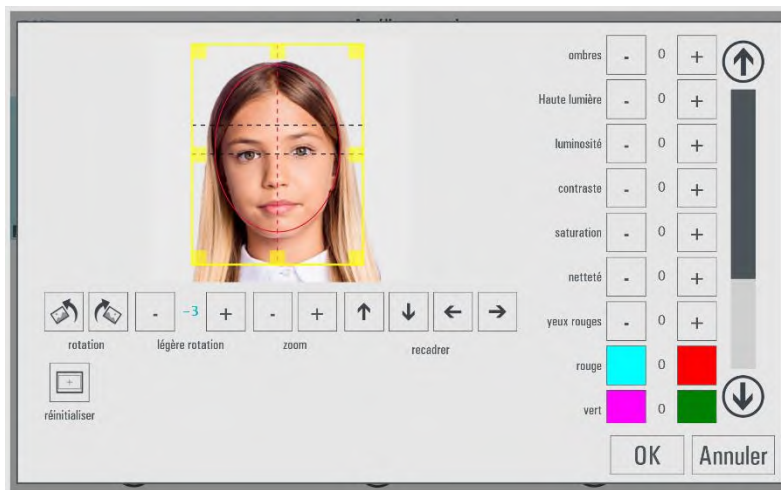 ombres - 0 +
Haute lumière - 0 +
luminosité - 0 +
contraste - 0 +
saturation - 0 +
netteté - 0 +
yeux rouges - 0 +
rouge 0
vert 0
- -3 + - +
rotation légère rotation zoom recadrer
réinitialiser
OK Annuler